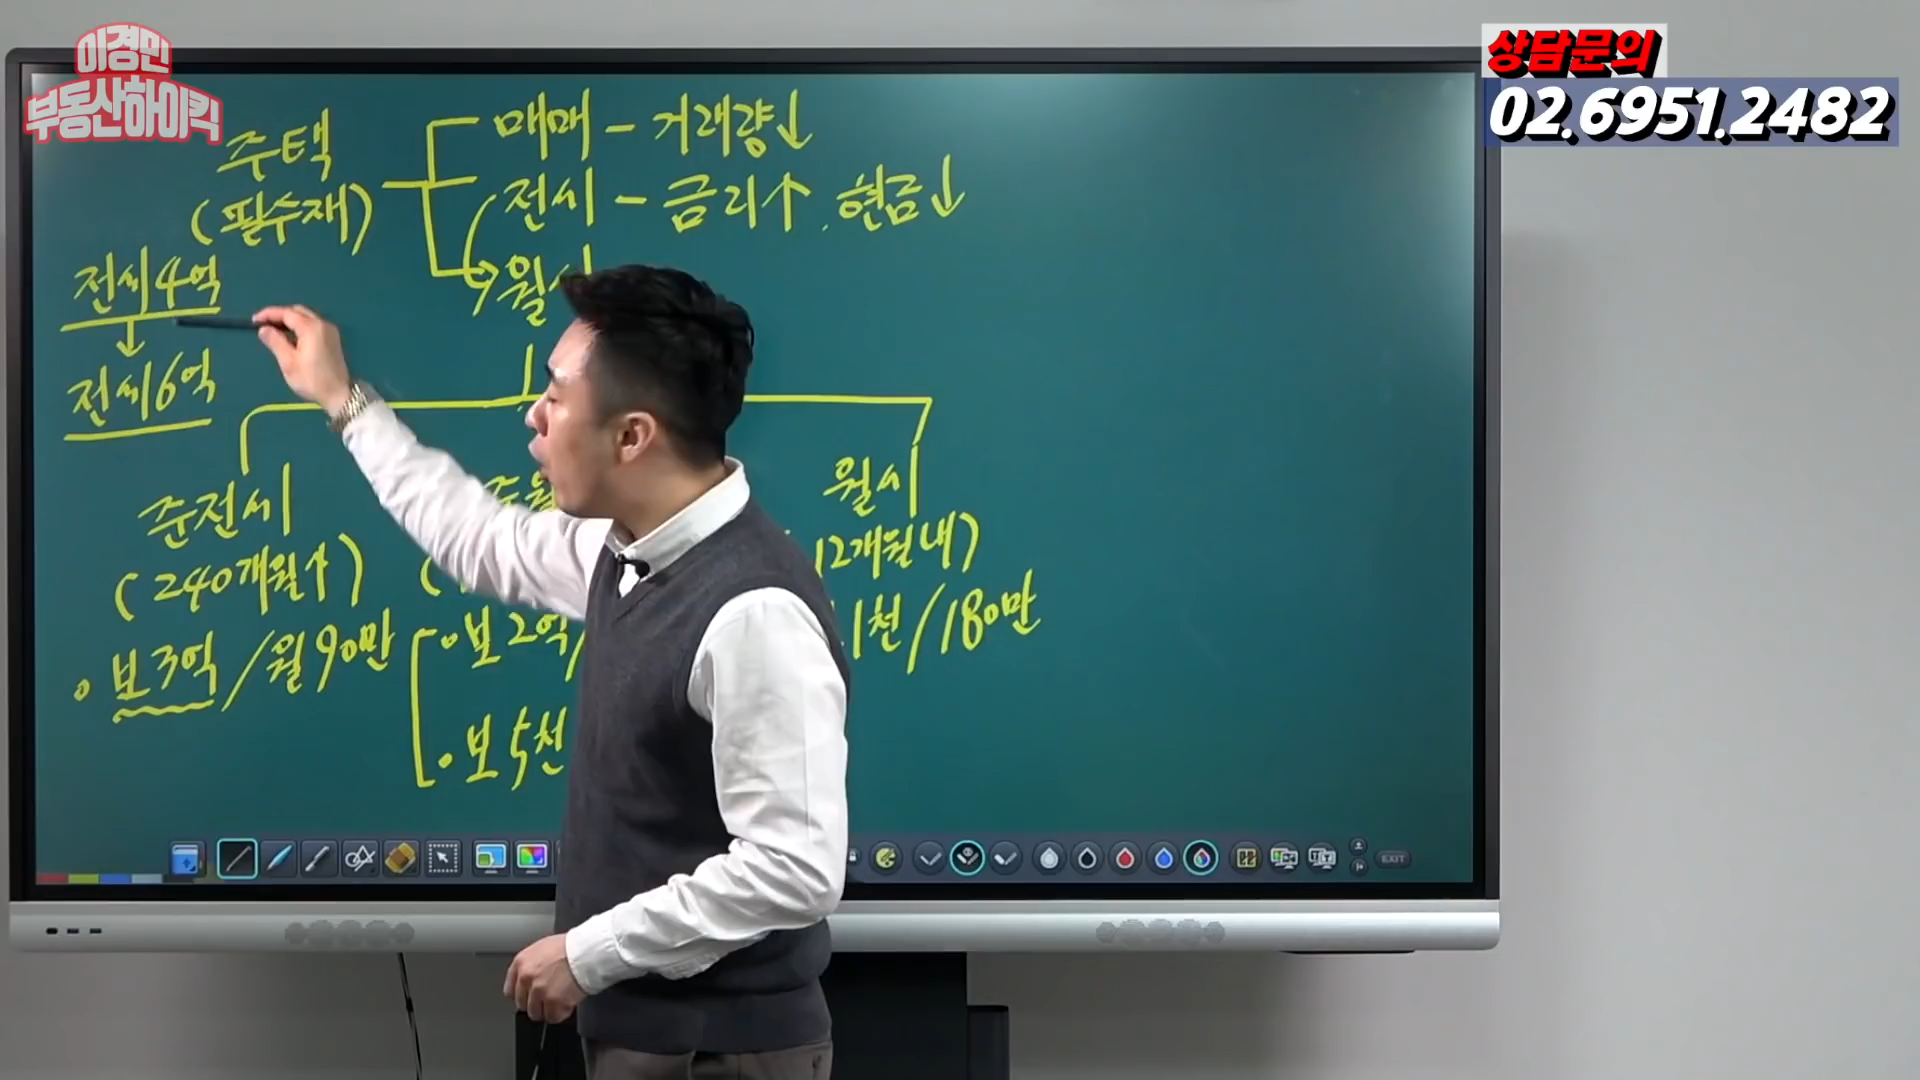 이경민
부동산하이킥
상담문의
02.6951.2482
주택
(필수재)
매매 - 거래량↓
전세 - 금리↑. 현금↓
전세4억
↓
전세6억
준전세
(240개월↑)
• 보3억/월90만
• 보2억/
• 보5천
월세
12개월내)
1천/180만
EXIT